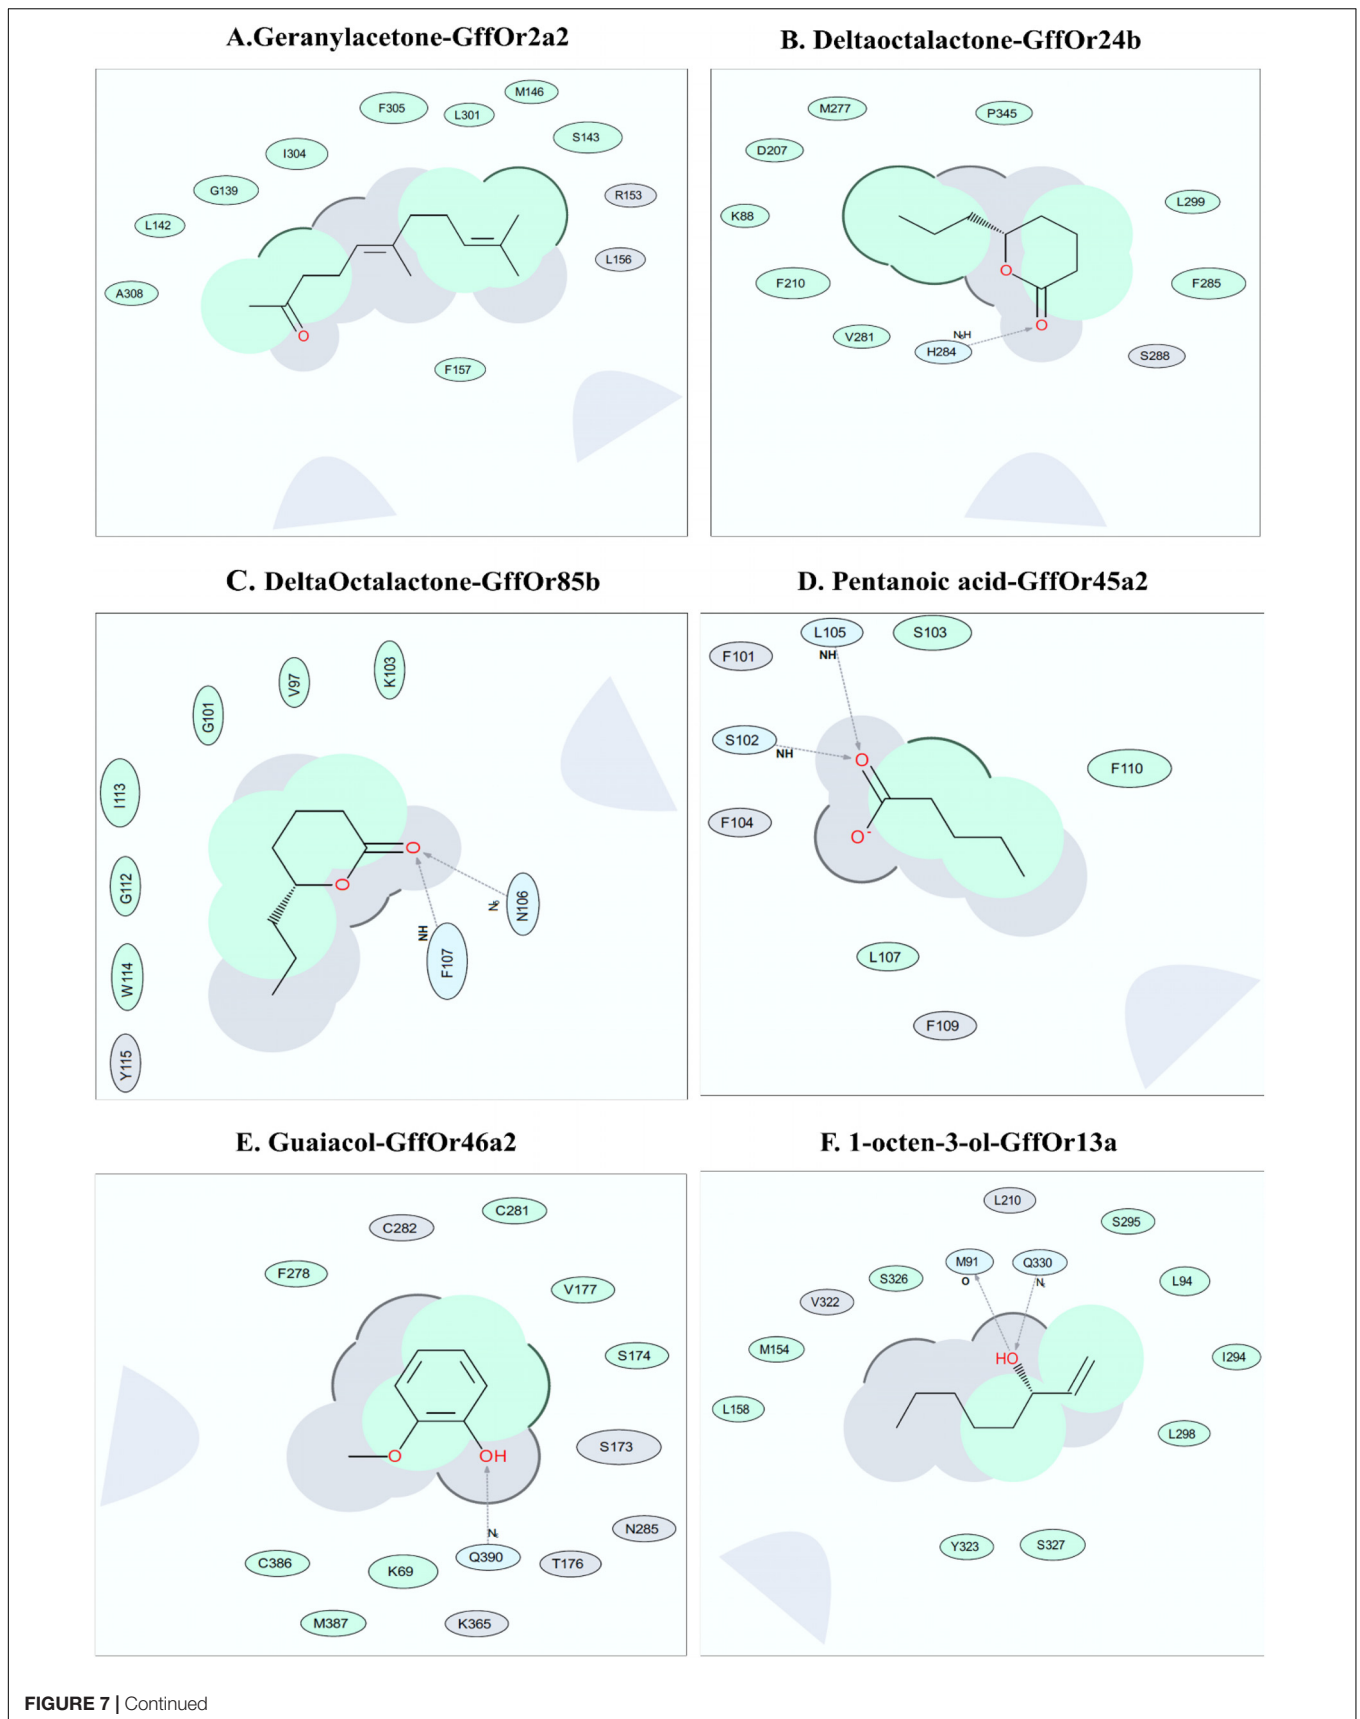 A.Geranylacetone-GffOr2a2
B. Deltaoctalactone-GffOr24b
M146
F305
L301
S143
I304
G139
R153
L142
L156
A308
O
F157
M277
P345
D207
K88
L299
F210
O
F285
V281
O
H284
S288
C. DeltaOctalactone-GffOr85b
D. Pentanoic acid-GffOr45a2
K103
V97
G101
I113
O
G112
O
N106
NH
F107
W114
Y115
L105
S103
NH
F101
S102
NH
O
F110
F104
O-
L107
F109
E. Guaiacol-GffOr46a2
F. 1-octen-3-ol-GffOr13a
C281
C282
F278
V177
S174
S173
O
OH
N285
C386
K69
Q390
T176
M387
K365
L210
S295
M91
O
Q330
S326
L94
V322
M154
HO
I294
L158
L298
Y323
S327
FIGURE 7 | Continued